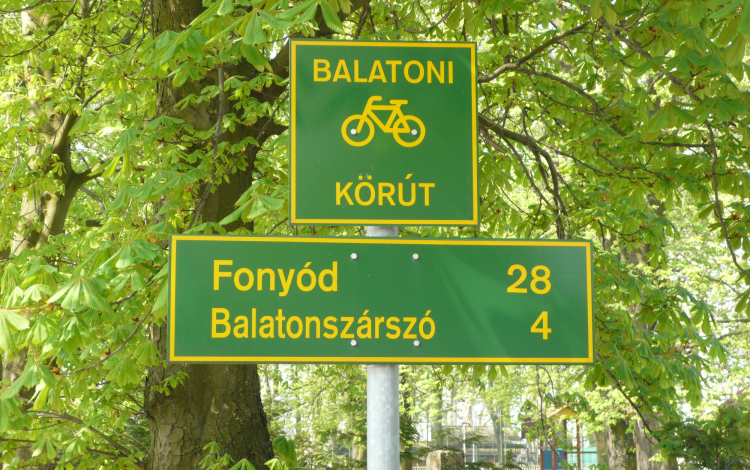 BALATONI
KÖRÚT
Fonyód 28
Balatonszárszó 4